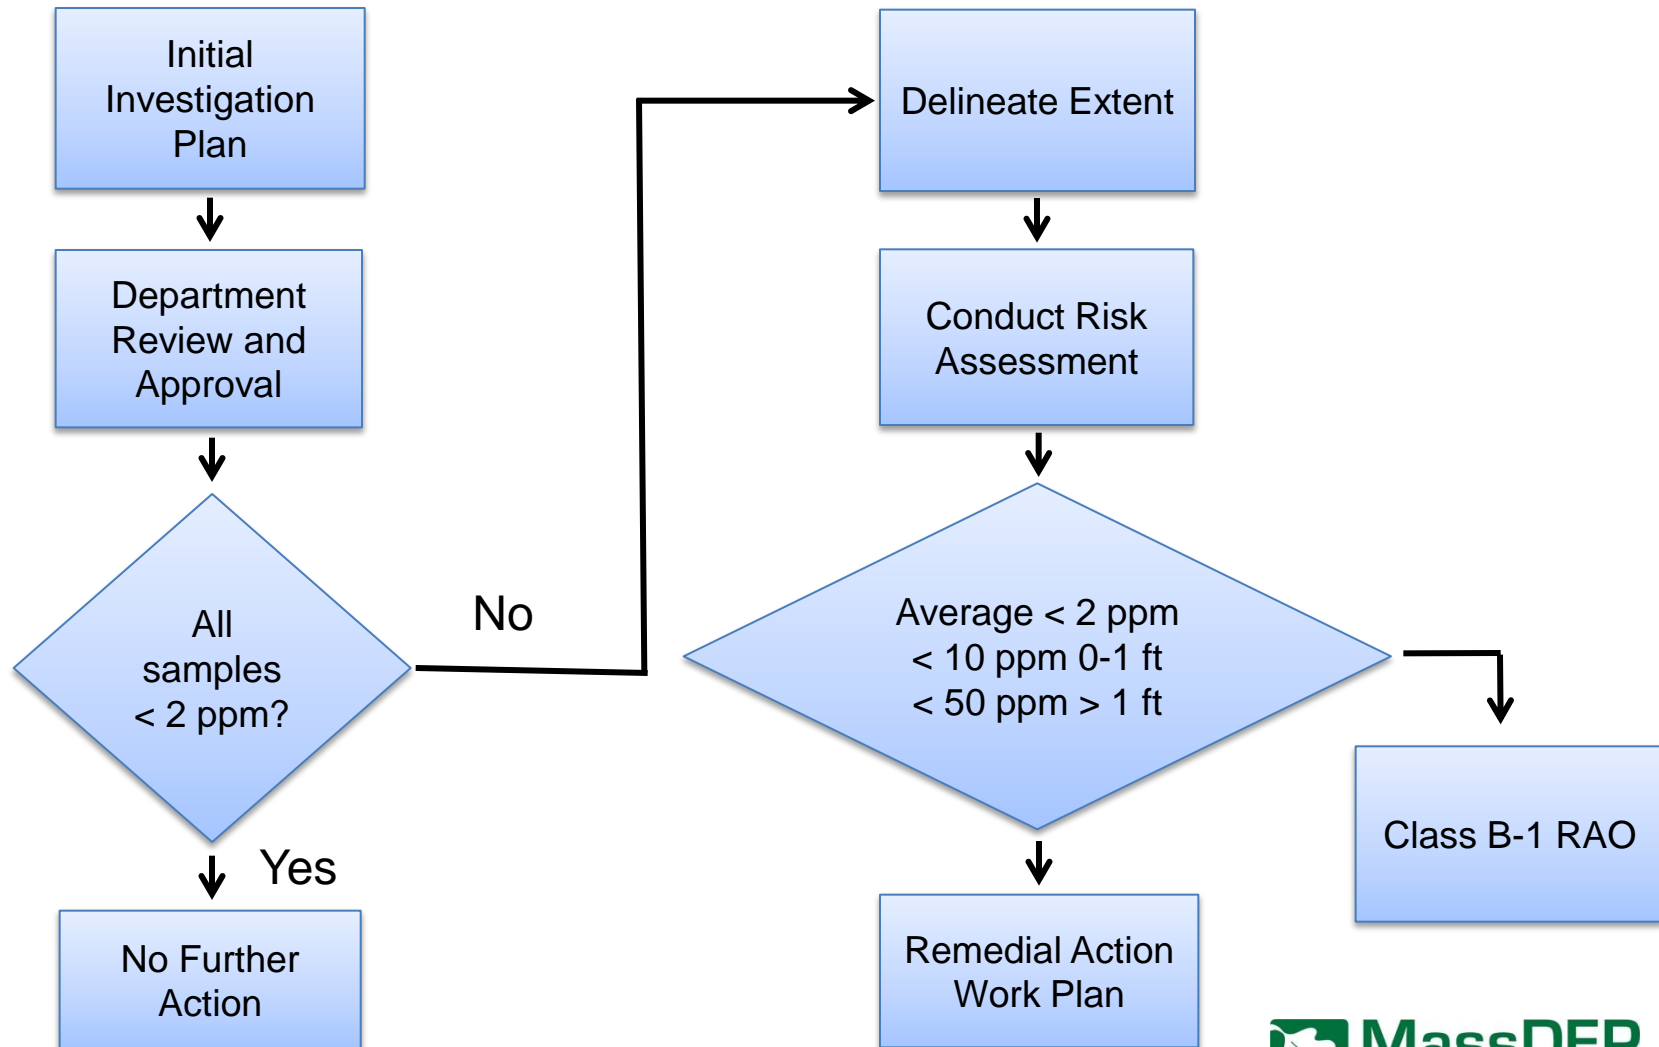 Initial
Investigation
Plan
Department
Review and
Approval
All
samples
< 2 ppm?
Yes
No Further
Action
No
Delineate Extent
Conduct Risk
Assessment
Average < 2 ppm
< 10 ppm 0-1 ft
< 50 ppm > 1 ft
Remedial Action
Work Plan
Class B-1 RAO
MassDEP